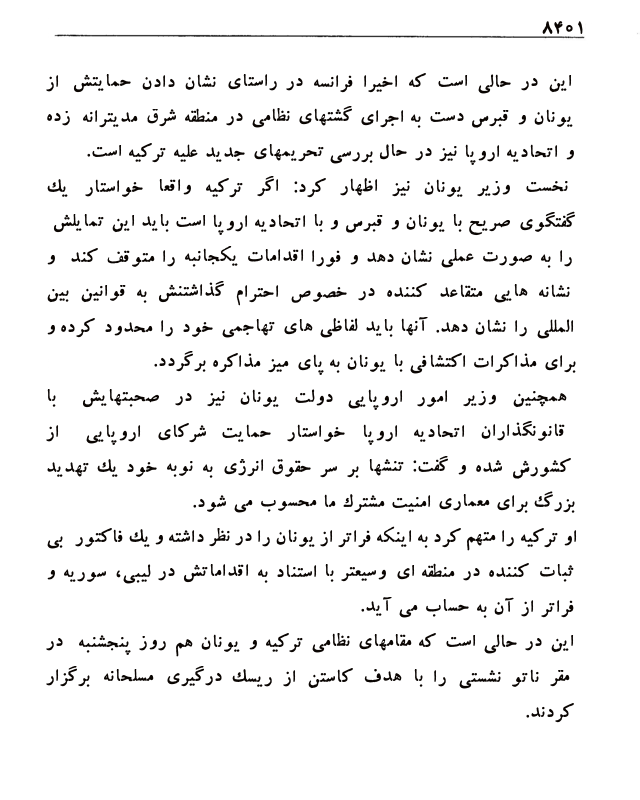 ۸۴۰۱
این در حالی است که اخیرا فرانسه در راستای نشان دادن حمایتش از
یونان و قبرس دست به اجرای گشتهای نظامی در منطقه شرق مدیترانه زده
و اتحادیه اروپا نیز در حال بررسی تحریمهای جدید علیه ترکیه است.
نخست وزیر یونان نیز اظهار کرد: اگر ترکیه واقعا خواستار یك
گفتگوی صریح با یونان و قبرس و با اتحادیه اروپا است باید این تمایلش
را به صورت عملی نشان دهد و فورا اقدامات یکجانبه را متوقف کند و
نشانه هایی متقاعد کننده در خصوص احترام گذاشتنش به قوانین بین
المللی را نشان دهد. آنها باید لفاظی های تهاجمی خود را محدود کرده و
برای مذاکرات اکتشافی با یونان به پای میز مذاکره برگردد.
همچنین وزیر امور اروپایی دولت یونان نیز در صحبتهایش با
قانونگذاران اتحادیه اروپا خواستار حمایت شرکای اروپایی از
کشورش شده و گفت: تنشها بر سر حقوق انرژی به نوبه خود یك تهدید
بزرگ برای معماری امنیت مشترك ما محسوب می شود.
او ترکیه را متهم کرد به اینکه فراتر از یونان را در نظر داشته و یك فاکتور بی
ثبات کننده در منطقه ای وسیعتر با استناد به اقداماتش در لیبی، سوریه و
فراتر از آن به حساب می آید.
این در حالی است که مقامهای نظامی ترکیه و یونان هم روز پنجشنبه در
مقر ناتو نشستی را با هدف کاستن از ریسك درگیری مسلحانه برگزار
کردند.